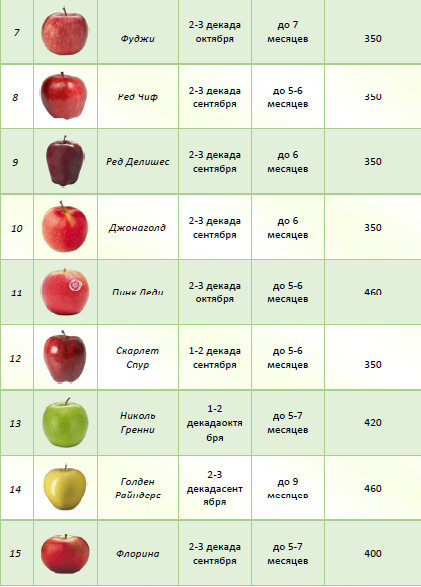 7
Фуджи
2-3 декада
октября
до 7
месяцев
350
8
Ред Чиф
2-3 декада
сентября
до 5-6
месяцев
350
9
Ред Делишес
2-3 декада
сентября
до 6
месяцев
350
10
Джонаголд
2-3 декада
сентября
до 6
месяцев
350
11
Пинк Леди
2-3 декада
октября
до 5-6
месяцев
460
12
Скарлет
Спур
1-2 декада
сентября
до 5-6
месяцев
350
13
Николь
Гренни
1-2
декадаоктя
бря
до 5-7
месяцев
420
14
Голден
Райндерс
2-3
декадасент
ября
до 9
месяцев
460
15
Флорина
2-3 декада
сентября
до 5-7
месяцев
400